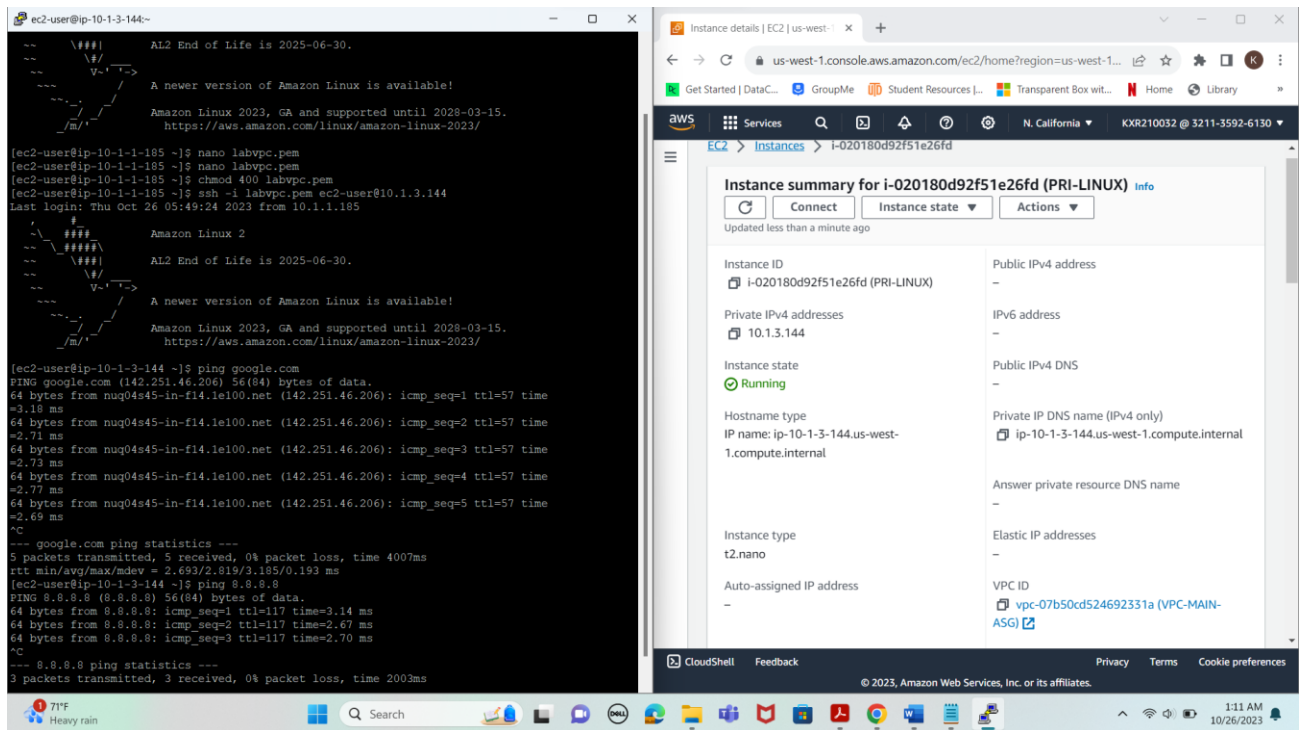 ec2-user@ip-10-1-3-144:~
~~     \###|       AL2 End of Life is 2025-06-30.
~~       \#/ ___
~~       V~' '->
~~~         /    A newer version of Amazon Linux is available!
~~._.   _/
_/ _/       Amazon Linux 2023, GA and supported until 2028-03-15.
_/m/'           https://aws.amazon.com/linux/amazon-linux-2023/
[ec2-user@ip-10-1-1-185 ~]$ nano labvpc.pem
[ec2-user@ip-10-1-1-185 ~]$ nano labvpc.pem
[ec2-user@ip-10-1-1-185 ~]$ chmod 400 labvpc.pem
[ec2-user@ip-10-1-1-185 ~]$ ssh -i labvpc.pem ec2-user@10.1.3.144
Last login: Thu Oct 26 05:49:24 2023 from 10.1.1.185
,     #_
~\_  ####_        Amazon Linux 2
~~  \_#####\
~~     \###|       AL2 End of Life is 2025-06-30.
~~       \#/ ___
~~       V~' '->
~~~         /    A newer version of Amazon Linux is available!
~~._.   _/
_/ _/       Amazon Linux 2023, GA and supported until 2028-03-15.
_/m/'           https://aws.amazon.com/linux/amazon-linux-2023/
[ec2-user@ip-10-1-3-144 ~]$ ping google.com
PING google.com (142.251.46.206) 56(84) bytes of data.
64 bytes from nuq04s45-in-f14.1e100.net (142.251.46.206): icmp_seq=1 ttl=57 time
=3.18 ms
64 bytes from nuq04s45-in-f14.1e100.net (142.251.46.206): icmp_seq=2 ttl=57 time
=2.71 ms
64 bytes from nuq04s45-in-f14.1e100.net (142.251.46.206): icmp_seq=3 ttl=57 time
=2.73 ms
64 bytes from nuq04s45-in-f14.1e100.net (142.251.46.206): icmp_seq=4 ttl=57 time
=2.77 ms
64 bytes from nuq04s45-in-f14.1e100.net (142.251.46.206): icmp_seq=5 ttl=57 time
=2.69 ms
^C
--- google.com ping statistics ---
5 packets transmitted, 5 received, 0% packet loss, time 4007ms
rtt min/avg/max/mdev = 2.693/2.819/3.185/0.193 ms
[ec2-user@ip-10-1-3-144 ~]$ ping 8.8.8.8
PING 8.8.8.8 (8.8.8.8) 56(84) bytes of data.
64 bytes from 8.8.8.8: icmp_seq=1 ttl=117 time=3.14 ms
64 bytes from 8.8.8.8: icmp_seq=2 ttl=117 time=2.67 ms
64 bytes from 8.8.8.8: icmp_seq=3 ttl=117 time=2.70 ms
^C
--- 8.8.8.8 ping statistics ---
3 packets transmitted, 3 received, 0% packet loss, time 2003ms
Instance details | EC2 | us-west-1
us-west-1.console.aws.amazon.com/ec2/home?region=us-west-1... K
Get Started | DataC... GroupMe Student Resources |... Transparent Box wit... Home Library »
aws Services N. California ▼ KXR210032 @ 3211-3592-6130 ▼
EC2 > Instances > i-020180d92f51e26fd
Instance summary for i-020180d92f51e26fd (PRI-LINUX) Info
Connect Instance state ▼ Actions ▼
Updated less than a minute ago
Instance ID
i-020180d92f51e26fd (PRI-LINUX)
Public IPv4 address
–
Private IPv4 addresses
10.1.3.144
IPv6 address
–
Instance state
Running
Public IPv4 DNS
–
Hostname type
IP name: ip-10-1-3-144.us-west-
1.compute.internal
Private IP DNS name (IPv4 only)
ip-10-1-3-144.us-west-1.compute.internal
Answer private resource DNS name
–
Instance type
t2.nano
Elastic IP addresses
–
Auto-assigned IP address
–
VPC ID
vpc-07b50cd524692331a (VPC-MAIN-
ASG)
CloudShell Feedback Privacy Terms Cookie preferences
© 2023, Amazon Web Services, Inc. or its affiliates.
1 71°F
Heavy rain
Search
DELL
1:11 AM
10/26/2023